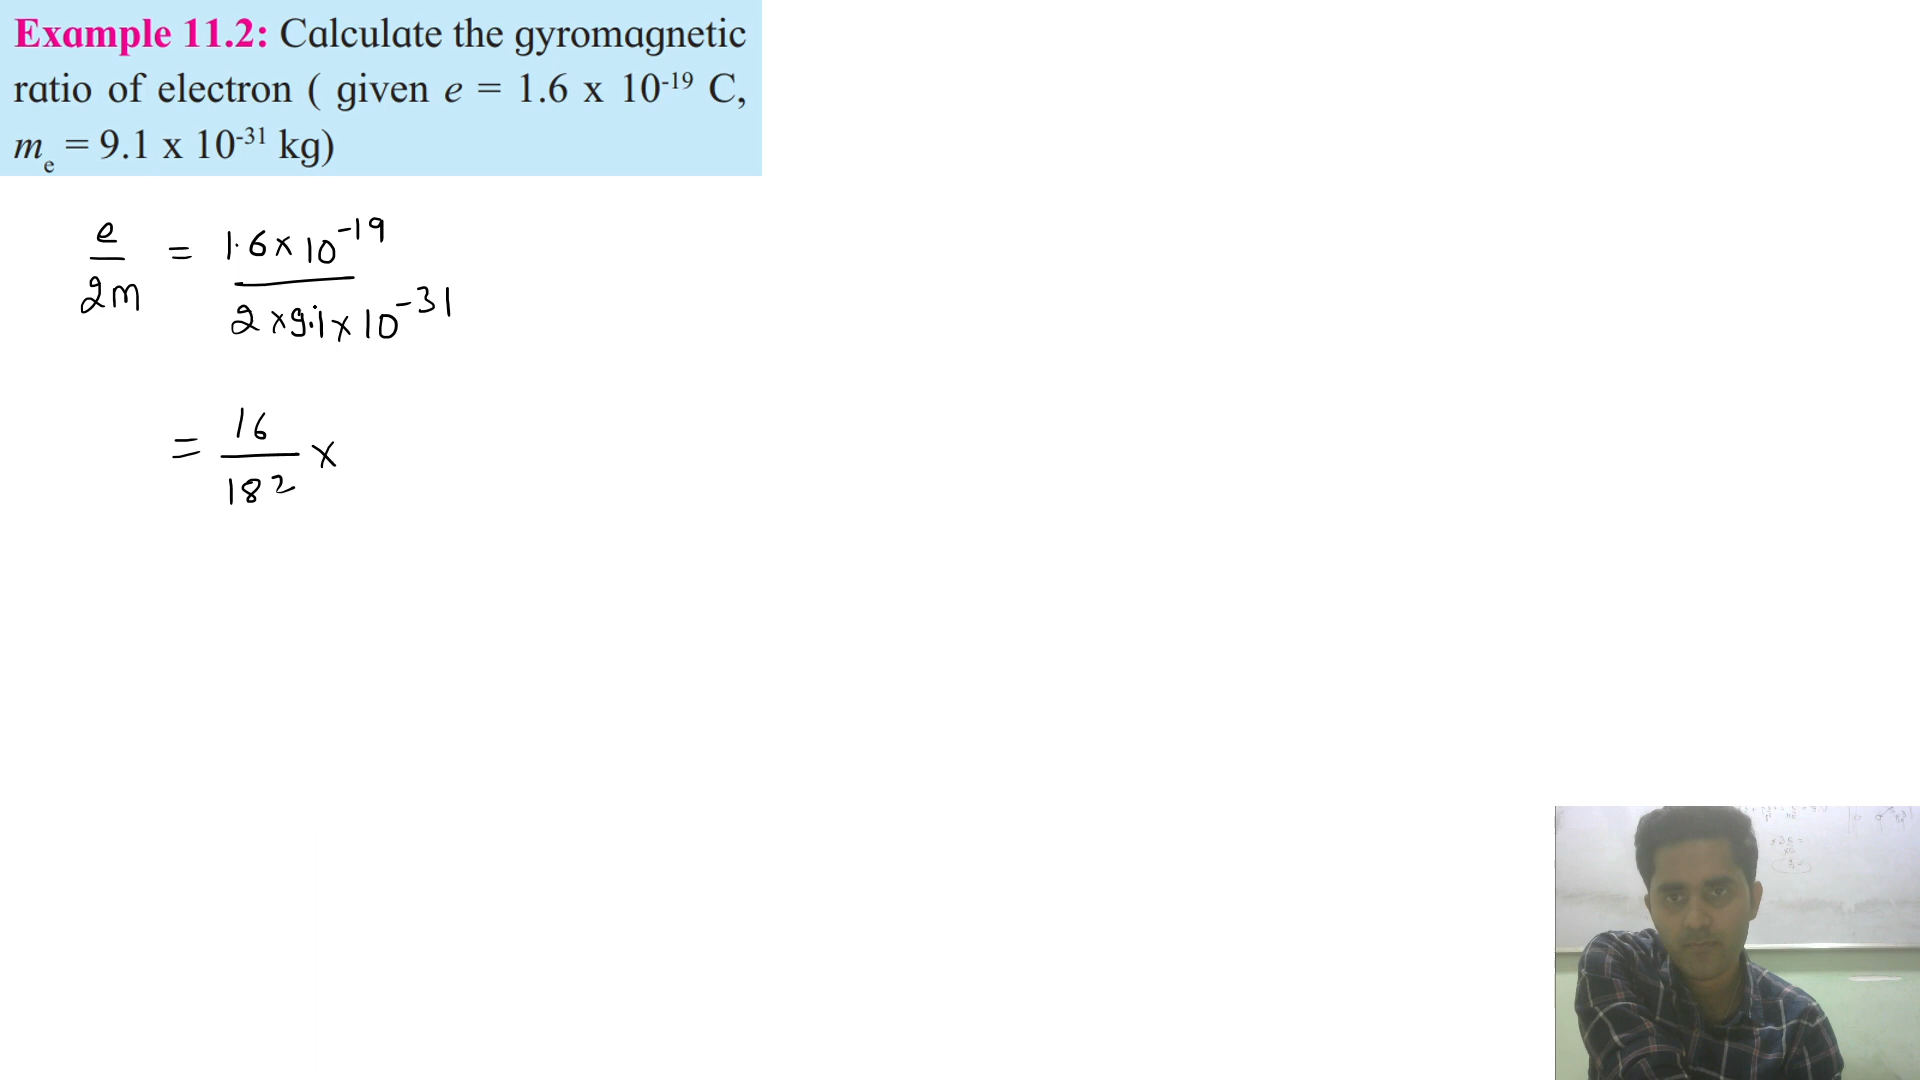 Example 11.2: Calculate the gyromagnetic
ratio of electron ( given e = 1.6 x 10⁻¹⁹ C,
mₑ = 9.1 x 10⁻³¹ kg)
e/2m = 1.6 × 10⁻¹⁹ / 2 × 9.1 × 10⁻³¹
= 16/182 ×